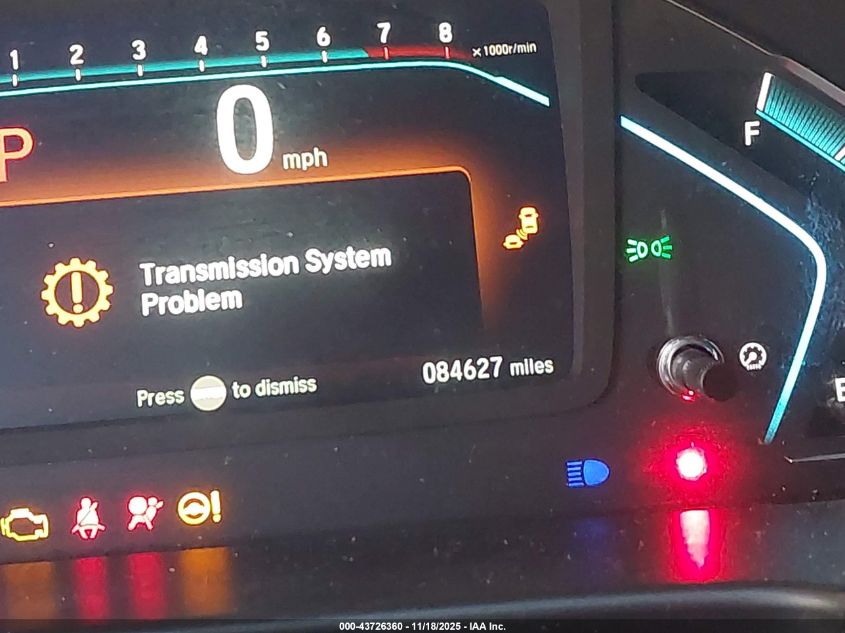 1 2 3 4 5 6 7 8 ×1000r/min
P 0 mph
F
Transmission System
Problem
Press to dismiss
084627 miles
E
000-43726360 - 11/18/2025 - IAA Inc.